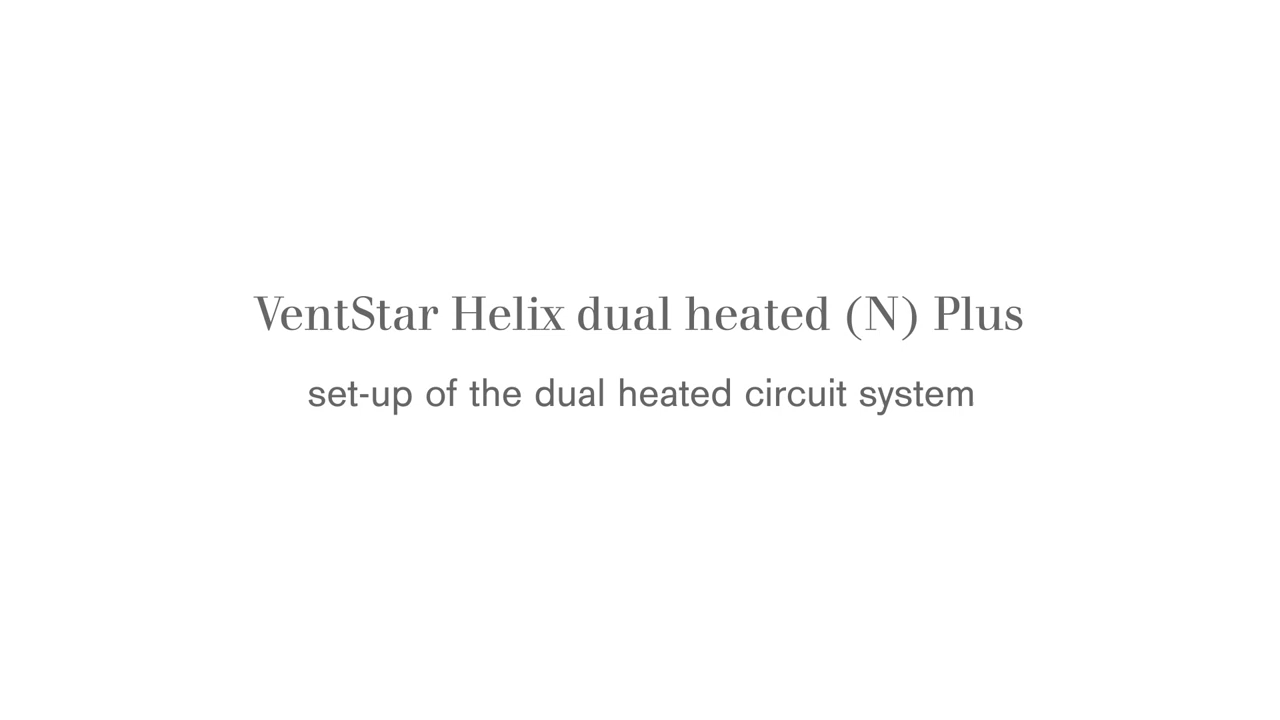 VentStar Helix dual heated (N) Plus
set-up of the dual heated circuit system